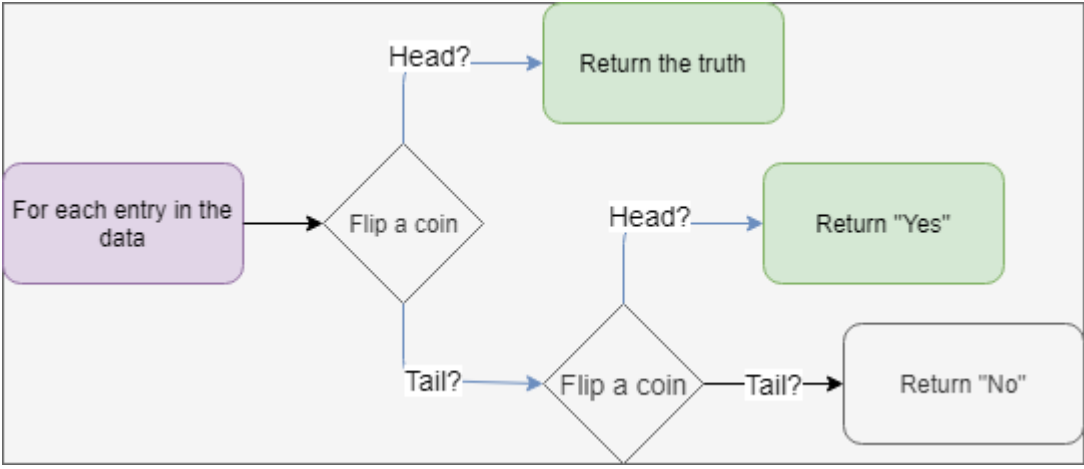 Head?
Return the truth
For each entry in the
data
Flip a coin
Head?
Return "Yes"
Tail?
Flip a coin
Tail?
Return "No"